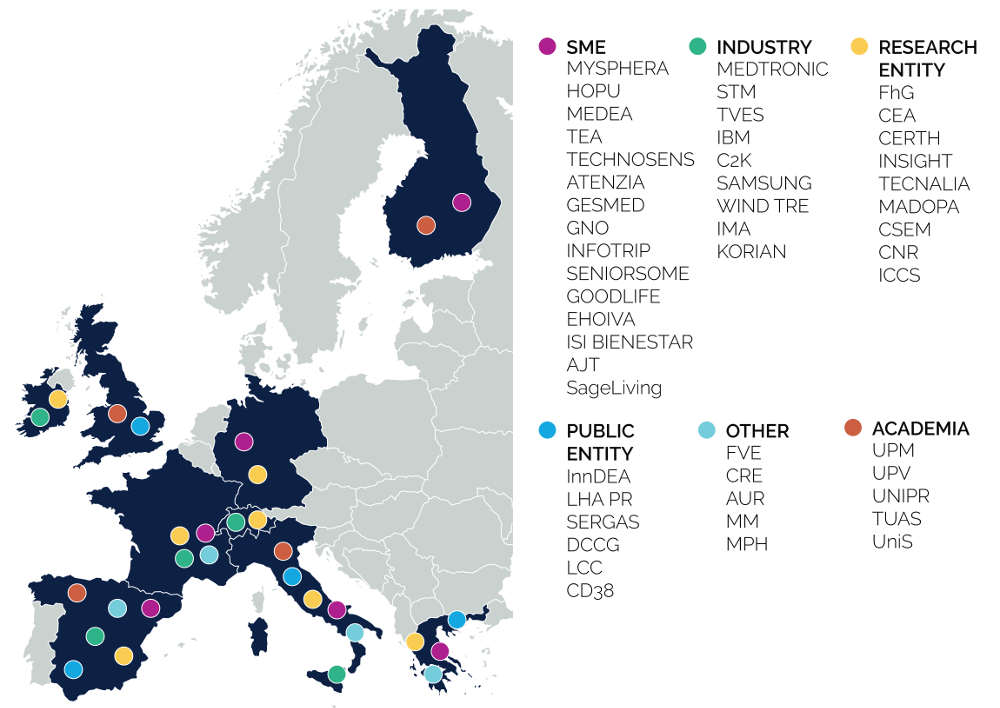 SME
MYSPHERA
HOPU
MEDEA
TEA
TECHNOSENS
ATENZIA
GESMED
GNO
INFOTRIP
SENIORSOME
GOODLIFE
EHOIVA
ISI BIENESTAR
AJT
SageLiving
INDUSTRY
MEDTRONIC
STM
TVES
IBM
C2K
SAMSUNG
WIND TRE
IMA
KORIAN
RESEARCH
ENTITY
FhG
CEA
CERTH
INSIGHT
TECNALIA
MADOPA
CSEM
CNR
ICCS
PUBLIC
ENTITY
InnDEA
LHA PR
SERGAS
DCCG
LCC
CD38
OTHER
FVE
CRE
AUR
MM
MPH
ACADEMIA
UPM
UPV
UNIPR
TUAS
UniS